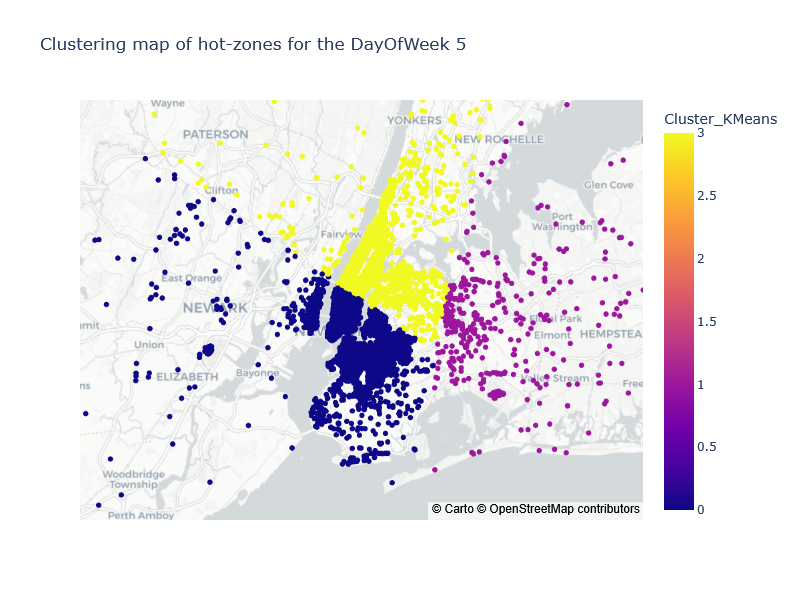 Clustering map of hot-zones for the DayOfWeek 5
Wayne
YONKERS
PATERSON
NEW ROCHELLE
Clifton
Glen Cove
Port
Washington
Fairview
East Orange
NEWARK
Floral Park
Elmont
HEMPSTEA
Union
ELIZABETH
Bayonne
Valley Stream
Free
Woodbridge
Township
Perth Amboy
© Carto © OpenStreetMap contributors
Cluster_KMeans
3
2.5
2
1.5
1
0.5
0